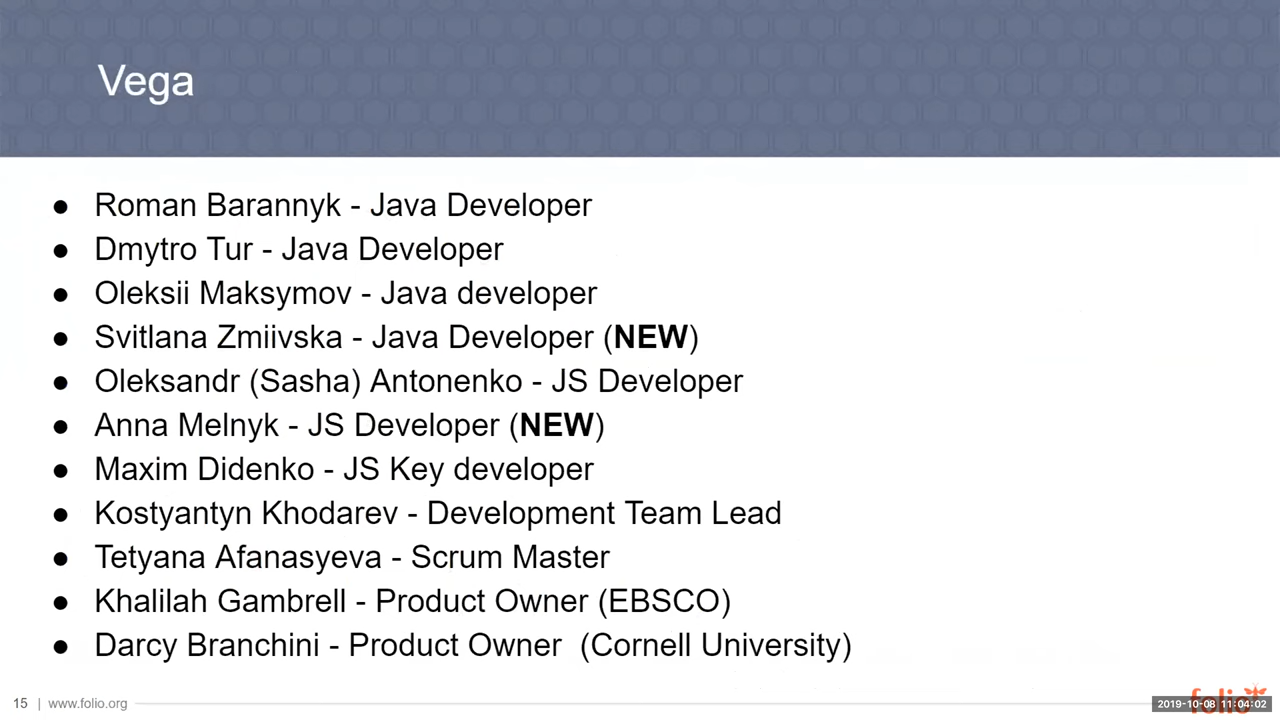 Vega
● Roman Barannyk - Java Developer
● Dmytro Tur - Java Developer
● Oleksii Maksymov - Java developer
● Svitlana Zmiivska - Java Developer (NEW)
● Oleksandr (Sasha) Antonenko - JS Developer
● Anna Melnyk - JS Developer (NEW)
● Maxim Didenko - JS Key developer
● Kostyantyn Khodarev - Development Team Lead
● Tetyana Afanasyeva - Scrum Master
● Khalilah Gambrell - Product Owner (EBSCO)
● Darcy Branchini - Product Owner  (Cornell University)
15 | www.folio.org
folio
2019-10-08 11:04:02